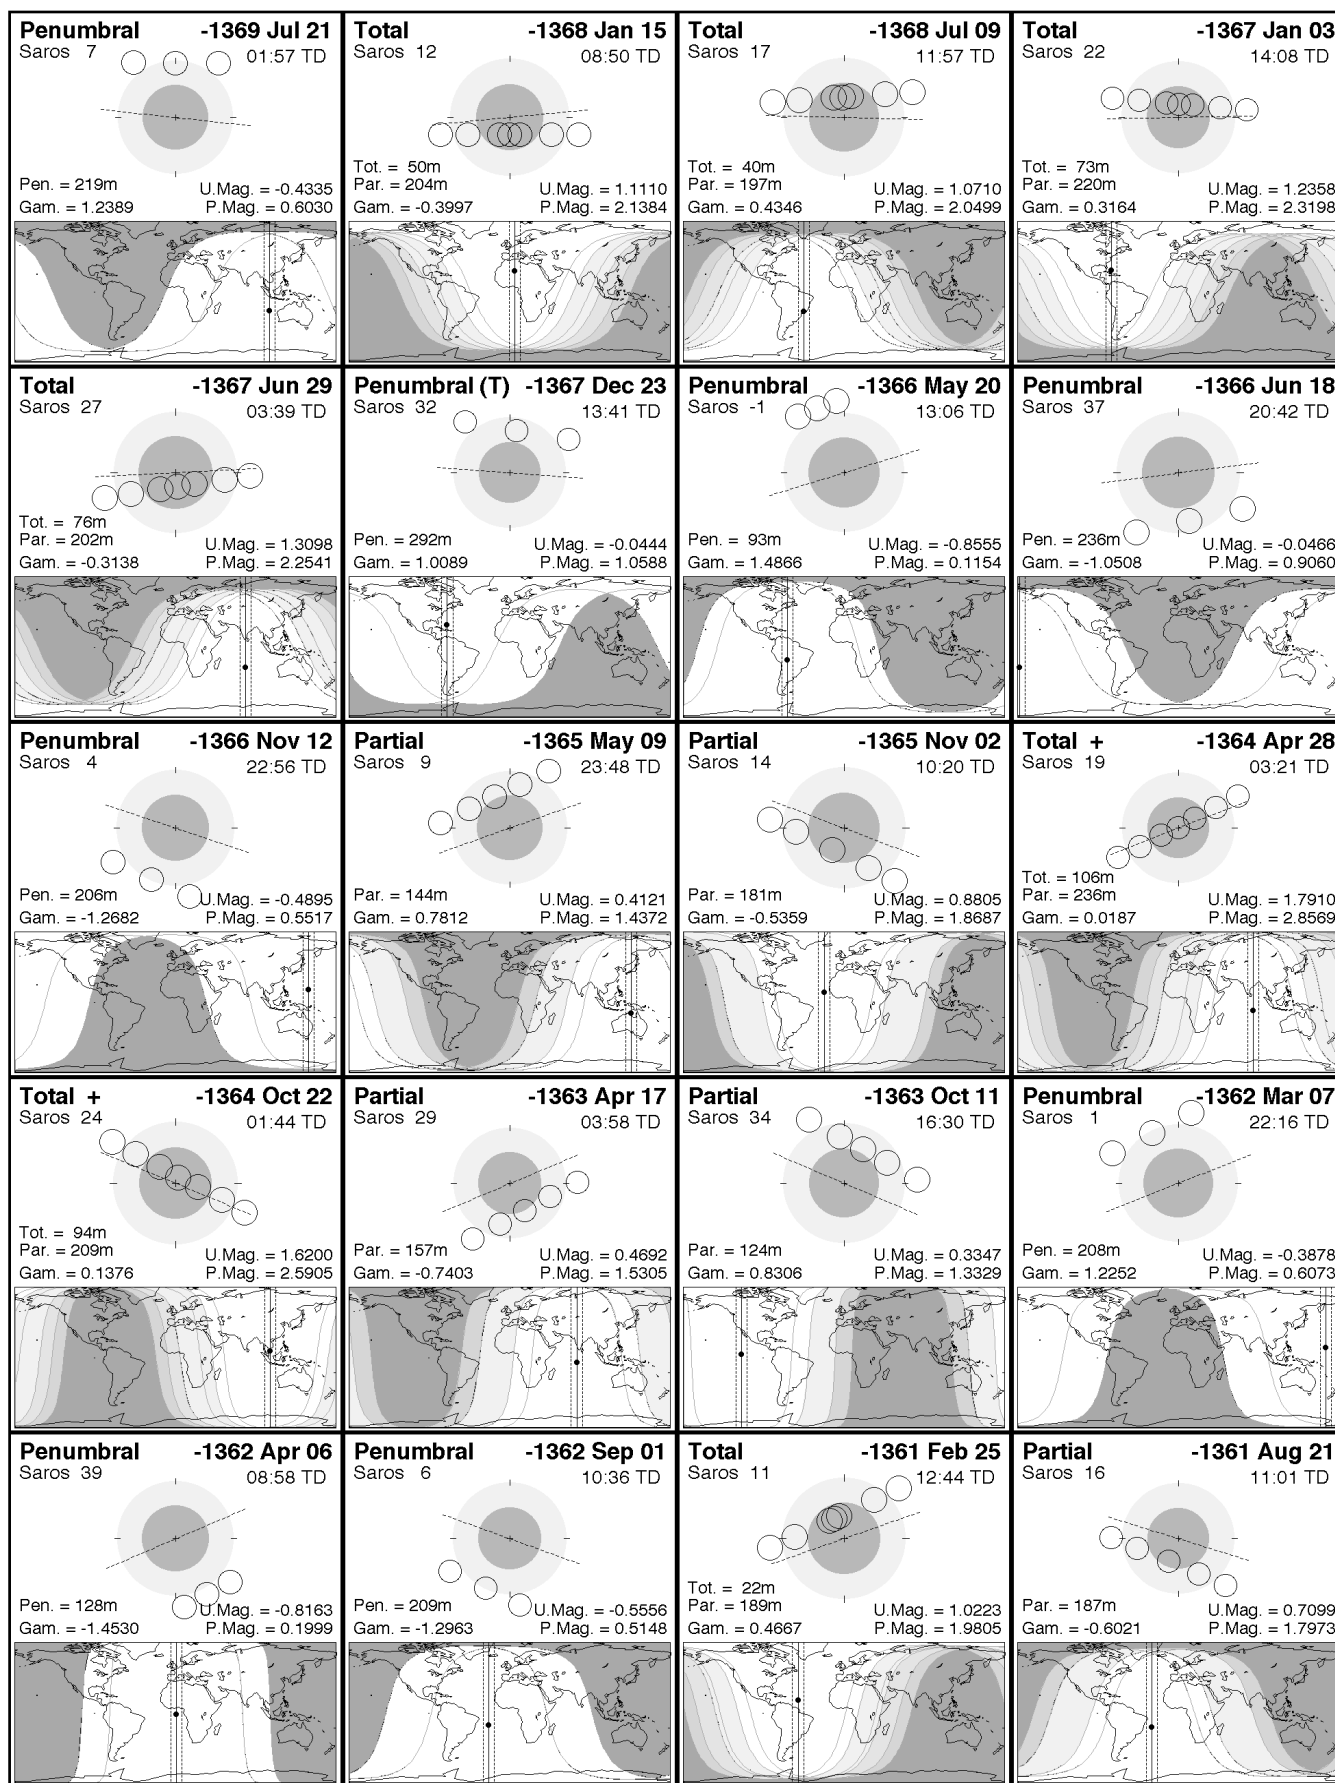 Penumbral -1369 Jul 21
Saros 7 01:57 TD
Pen. = 219m U.Mag. = -0.4335
Gam. = 1.2389 P.Mag. = 0.6030
Total -1368 Jan 15
Saros 12 08:50 TD
Tot. = 50m
Par. = 204m U.Mag. = 1.1110
Gam. = -0.3997 P.Mag. = 2.1384
Total -1368 Jul 09
Saros 17 11:57 TD
Tot. = 40m
Par. = 197m U.Mag. = 1.0710
Gam. = 0.4346 P.Mag. = 2.0499
Total -1367 Jan 03
Saros 22 14:08 TD
Tot. = 73m
Par. = 220m U.Mag. = 1.2358
Gam. = 0.3164 P.Mag. = 2.3198
Total -1367 Jun 29
Saros 27 03:39 TD
Tot. = 76m
Par. = 202m U.Mag. = 1.3098
Gam. = -0.3138 P.Mag. = 2.2541
Penumbral (T) -1367 Dec 23
Saros 32 13:41 TD
Pen. = 292m U.Mag. = -0.0444
Gam. = 1.0089 P.Mag. = 1.0588
Penumbral -1366 May 20
Saros -1 13:06 TD
Pen. = 93m U.Mag. = -0.8555
Gam. = 1.4866 P.Mag. = 0.1154
Penumbral -1366 Jun 18
Saros 37 20:42 TD
Pen. = 236m U.Mag. = -0.0466
Gam. = -1.0508 P.Mag. = 0.9060
Penumbral -1366 Nov 12
Saros 4 22:56 TD
Pen. = 206m U.Mag. = -0.4895
Gam. = -1.2682 P.Mag. = 0.5517
Partial -1365 May 09
Saros 9 23:48 TD
Par. = 144m U.Mag. = 0.4121
Gam. = 0.7812 P.Mag. = 1.4372
Partial -1365 Nov 02
Saros 14 10:20 TD
Par. = 181m U.Mag. = 0.8805
Gam. = -0.5359 P.Mag. = 1.8687
Total + -1364 Apr 28
Saros 19 03:21 TD
Tot. = 106m
Par. = 236m U.Mag. = 1.7910
Gam. = 0.0187 P.Mag. = 2.8569
Total + -1364 Oct 22
Saros 24 01:44 TD
Tot. = 94m
Par. = 209m U.Mag. = 1.6200
Gam. = 0.1376 P.Mag. = 2.5905
Partial -1363 Apr 17
Saros 29 03:58 TD
Par. = 157m U.Mag. = 0.4692
Gam. = -0.7403 P.Mag. = 1.5305
Partial -1363 Oct 11
Saros 34 16:30 TD
Par. = 124m U.Mag. = 0.3347
Gam. = 0.8306 P.Mag. = 1.3329
Penumbral -1362 Mar 07
Saros 1 22:16 TD
Pen. = 208m U.Mag. = -0.3878
Gam. = 1.2252 P.Mag. = 0.6073
Penumbral -1362 Apr 06
Saros 39 08:58 TD
Pen. = 128m U.Mag. = -0.8163
Gam. = -1.4530 P.Mag. = 0.1999
Penumbral -1362 Sep 01
Saros 6 10:36 TD
Pen. = 209m U.Mag. = -0.5556
Gam. = -1.2963 P.Mag. = 0.5148
Total -1361 Feb 25
Saros 11 12:44 TD
Tot. = 22m
Par. = 189m U.Mag. = 1.0223
Gam. = 0.4667 P.Mag. = 1.9805
Partial -1361 Aug 21
Saros 16 11:01 TD
Par. = 187m U.Mag. = 0.7099
Gam. = -0.6021 P.Mag. = 1.7973